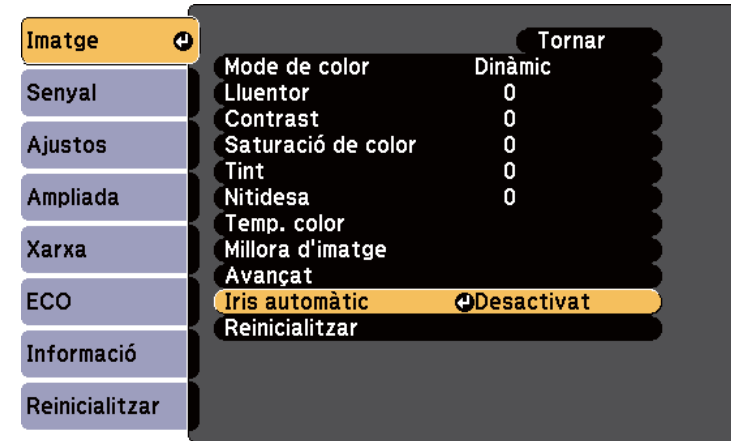 Imatge
Senyal
Ajustos
Ampliada
Xarxa
ECO
Informació
Reinicialitzar
Tornar
Mode de color Dinàmic
Lluentor 0
Contrast 0
Saturació de color 0
Tint 0
Nitidesa 0
Temp. color
Millora d'imatge
Avançat
Iris automàtic Desactivat
Reinicialitzar